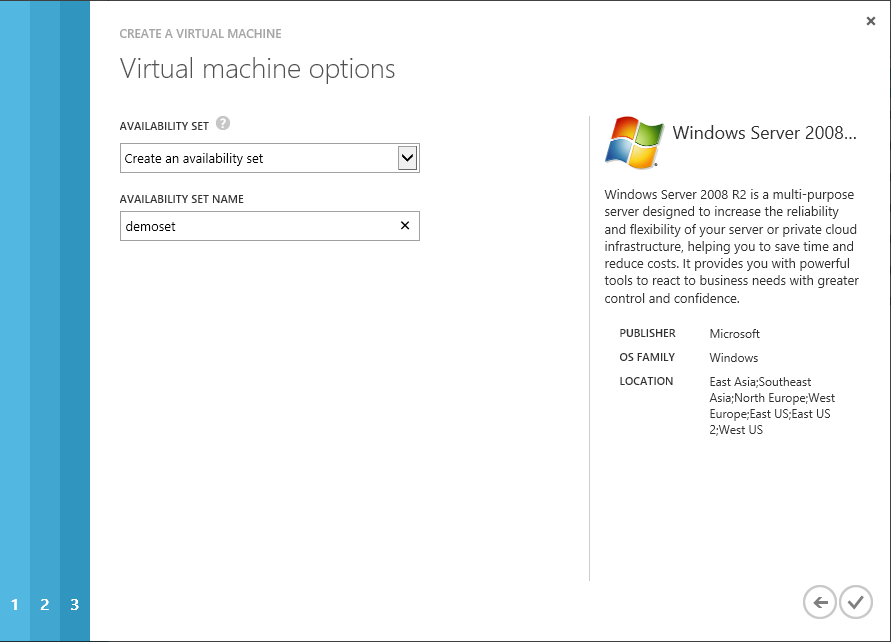 CREATE A VIRTUAL MACHINE
Virtual machine options
AVAILABILITY SET ?
Create an availability set
AVAILABILITY SET NAME
demoset
Windows Server 2008...
Windows Server 2008 R2 is a multi-purpose
server designed to increase the reliability
and flexibility of your server or private cloud
infrastructure, helping you to save time and
reduce costs. It provides you with powerful
tools to react to business needs with greater
control and confidence.
PUBLISHER Microsoft
OS FAMILY Windows
LOCATION East Asia;Southeast
Asia;North Europe;West
Europe;East US;East US
2;West US
1 2 3